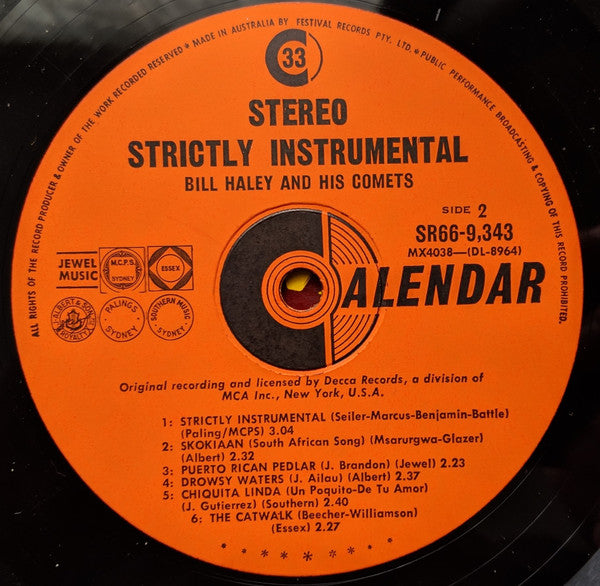 ALL RIGHTS OF THE RECORD PRODUCER & OWNER OF THE WORK RECORDED RESERVED * MADE IN AUSTRALIA BY FESTIVAL RECORDS PTY. LTD. * PUBLIC PERFORMANCE BROADCASTING & COPYING OF THIS RECORD PROHIBITED.
33
STEREO
STRICTLY INSTRUMENTAL
BILL HALEY AND HIS COMETS
SIDE 2
SR66-9,343
MX4038—(DL-8964)
JEWEL
MUSIC
M.C.P.S.
SYDNEY
ESSEX
J. ALBERT & SON
ROYALTY
PALINGS
SYDNEY
SOUTHERN MUSIC
SYDNEY
CALENDAR
Original recording and licensed by Decca Records, a division of
MCA Inc., New York, U.S.A.
1: STRICTLY INSTRUMENTAL (Seiler-Marcus-Benjamin-Battle)
(Paling/MCPS) 3.04
2: SKOKIAAN (South African Song) (Msarurgwa-Glazer)
(Albert) 2.32
3: PUERTO RICAN PEDLAR (J. Brandon) (Jewel) 2.23
4: DROWSY WATERS (J. Ailau) (Albert) 2.37
5: CHIQUITA LINDA (Un Poquito-De Tu Amor)
(J. Gutierrez) (Southern) 2.40
6: THE CATWALK (Beecher-Williamson)
(Essex) 2.27